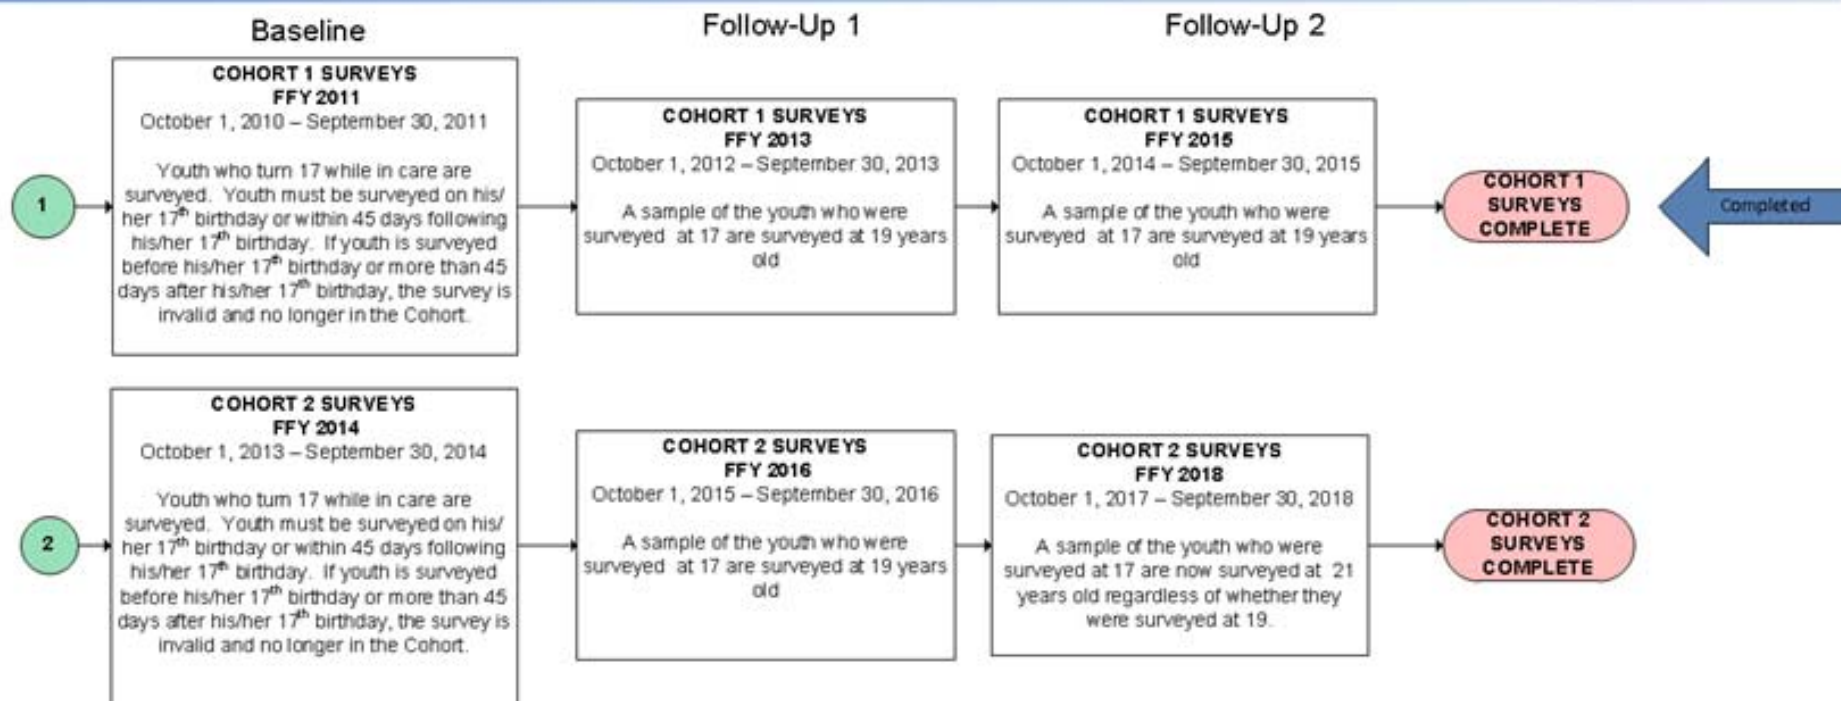 Baseline
Follow-Up 1
Follow-Up 2
1
COHORT 1 SURVEYS
FFY 2011
October 1, 2010 – September 30, 2011
Youth who turn 17 while in care are
surveyed. Youth must be surveyed on his/
her 17th birthday or within 45 days following
his/her 17th birthday. If youth is surveyed
before his/her 17th birthday or more than 45
days after his/her 17th birthday, the survey is
invalid and no longer in the Cohort.
COHORT 1 SURVEYS
FFY 2013
October 1, 2012 – September 30, 2013
A sample of the youth who were
surveyed at 17 are surveyed at 19 years
old
COHORT 1 SURVEYS
FFY 2015
October 1, 2014 – September 30, 2015
A sample of the youth who were
surveyed at 17 are surveyed at 19 years
old
COHORT 1
SURVEYS
COMPLETE
Completed
2
COHORT 2 SURVEYS
FFY 2014
October 1, 2013 – September 30, 2014
Youth who turn 17 while in care are
surveyed. Youth must be surveyed on his/
her 17th birthday or within 45 days following
his/her 17th birthday. If youth is surveyed
before his/her 17th birthday or more than 45
days after his/her 17th birthday, the survey is
invalid and no longer in the Cohort.
COHORT 2 SURVEYS
FFY 2016
October 1, 2015 – September 30, 2016
A sample of the youth who were
surveyed at 17 are surveyed at 19 years
old
COHORT 2 SURVEYS
FFY 2018
October 1, 2017 – September 30, 2018
A sample of the youth who were
surveyed at 17 are now surveyed at 21
years old regardless of whether they
were surveyed at 19.
COHORT 2
SURVEYS
COMPLETE